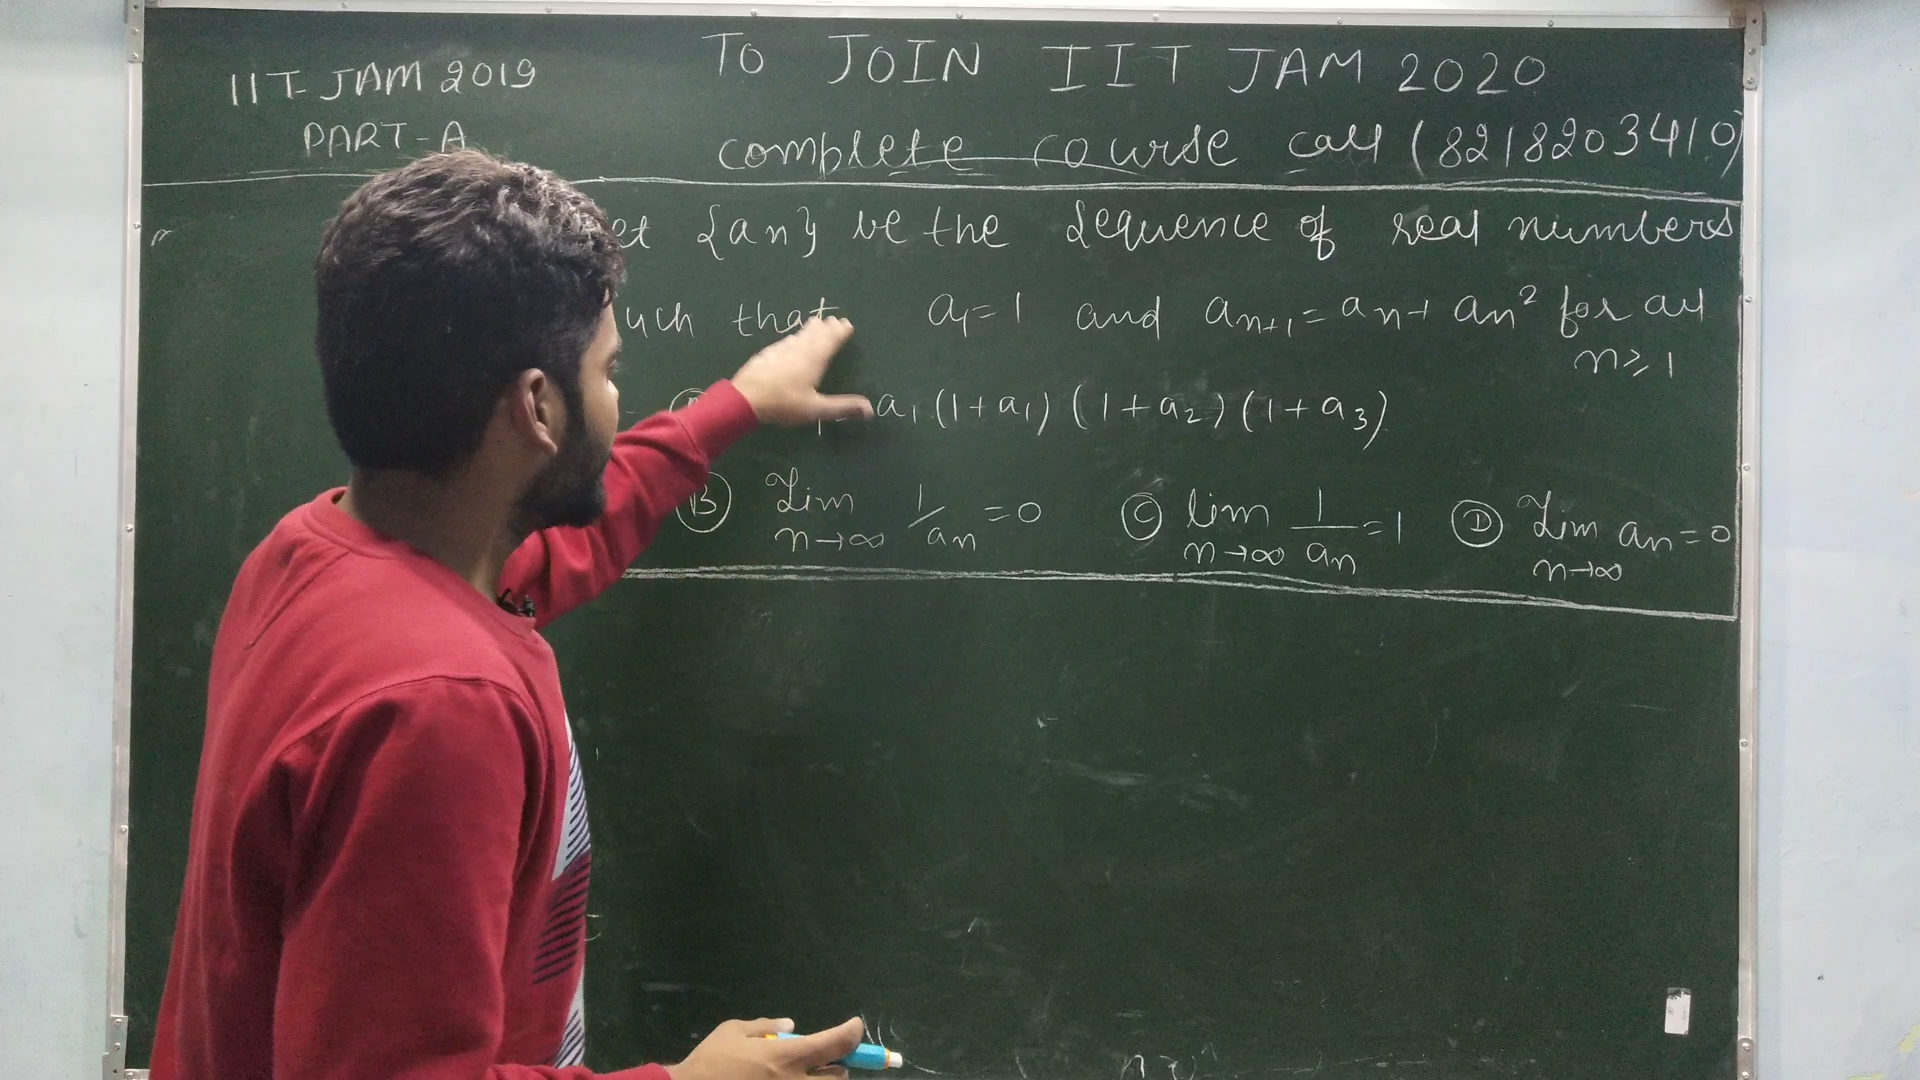 IIT-JAM 2019
PART-A
TO JOIN IIT JAM 2020
complete course call (8218203410)
et {an} be the sequence of real numbers
uch that a₁=1 and aₙ₊₁=aₙ+aₙ² for all
n≥1
a₁(1+a₁)(1+a₂)(1+a₃)
Ⓑ Lim n→∞ 1/aₙ =0 Ⓒ lim n→∞ 1/aₙ =1 Ⓓ Lim n→∞ aₙ=0